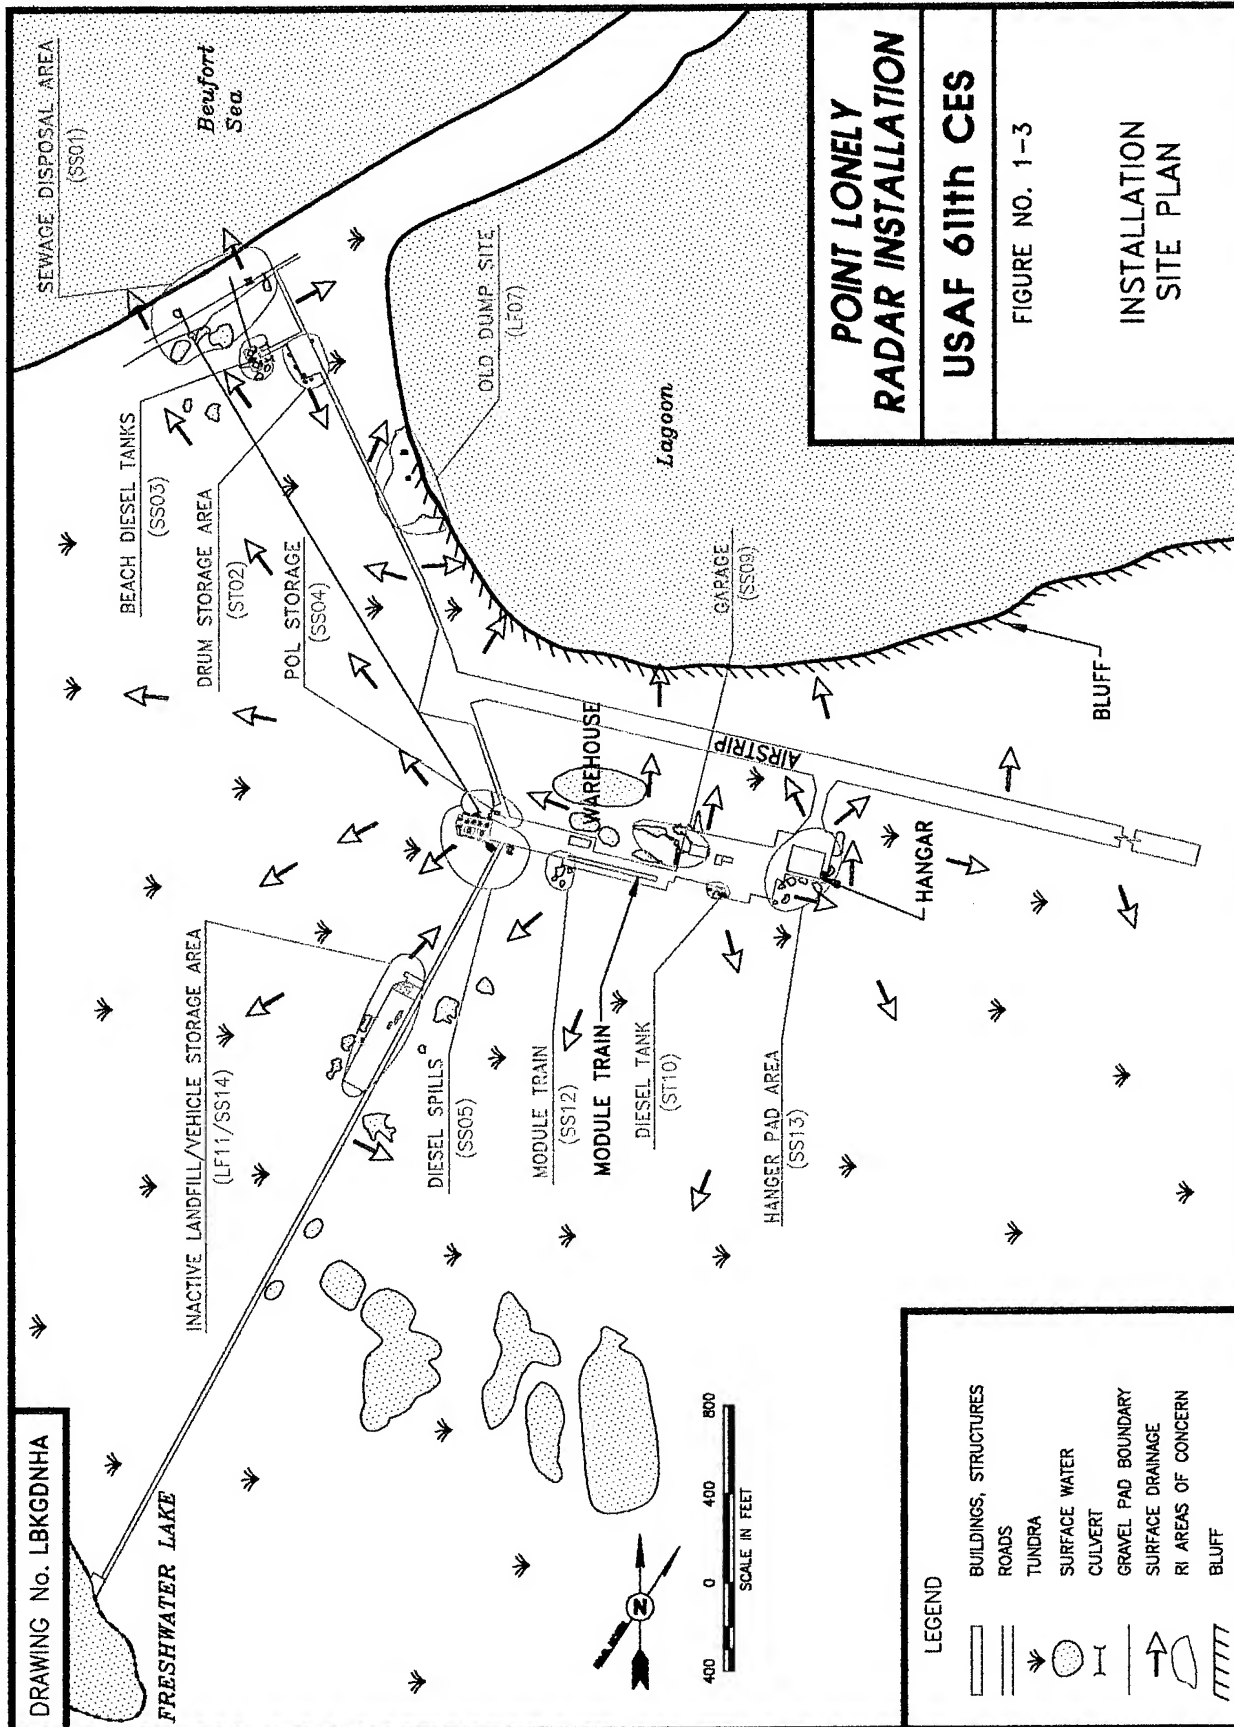 DRAWING No. LBKGDNHA
FRESHWATER LAKE
INACTIVE LANDFILL/VEHICLE STORAGE AREA
(LF11/SS14)
SEWAGE DISPOSAL AREA
(SS01)
Beufort
Sea
BEACH DIESEL TANKS
(SS03)
DRUM STORAGE AREA
(ST02)
POL STORAGE
(SS04)
OLD DUMP SITE
(LF07)
Lagoon
DIESEL SPILLS
(SS05)
MODULE TRAIN
(SS12)
MODULE TRAIN
DIESEL TANK
(ST10)
HANGER PAD AREA
(SS13)
WAREHOUSE
GARAGE
(SS09)
AIRSTRIP
HANGAR
BLUFF
N
400
0
400
800
SCALE IN FEET
LEGEND
BUILDINGS, STRUCTURES
ROADS
TUNDRA
SURFACE WATER
CULVERT
GRAVEL PAD BOUNDARY
SURFACE DRAINAGE
RI AREAS OF CONCERN
BLUFF
POINT LONELY
RADAR INSTALLATION
USAF 611th CES
FIGURE NO. 1-3
INSTALLATION
SITE PLAN